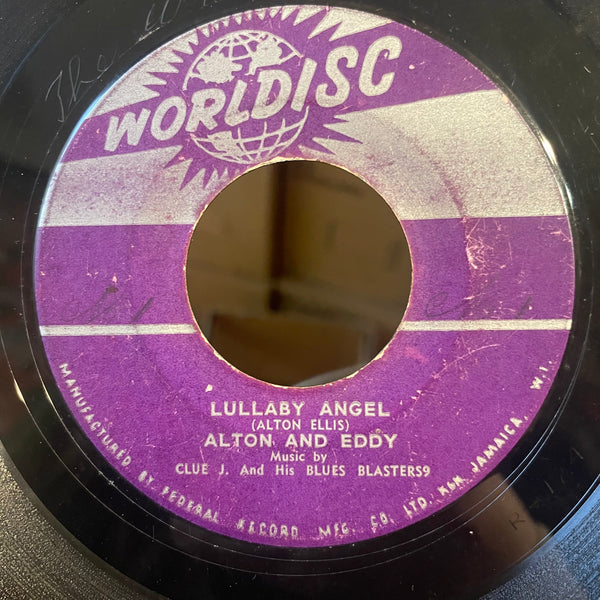 WORLDISC
LULLABY ANGEL
(ALTON ELLIS)
ALTON AND EDDY
Music by
CLUE J. And His BLUES BLASTERS9
MANUFACTURED BY FEDERAL RECORD MFG. CO. LTD. KGN. JAMAICA, W.I.
The